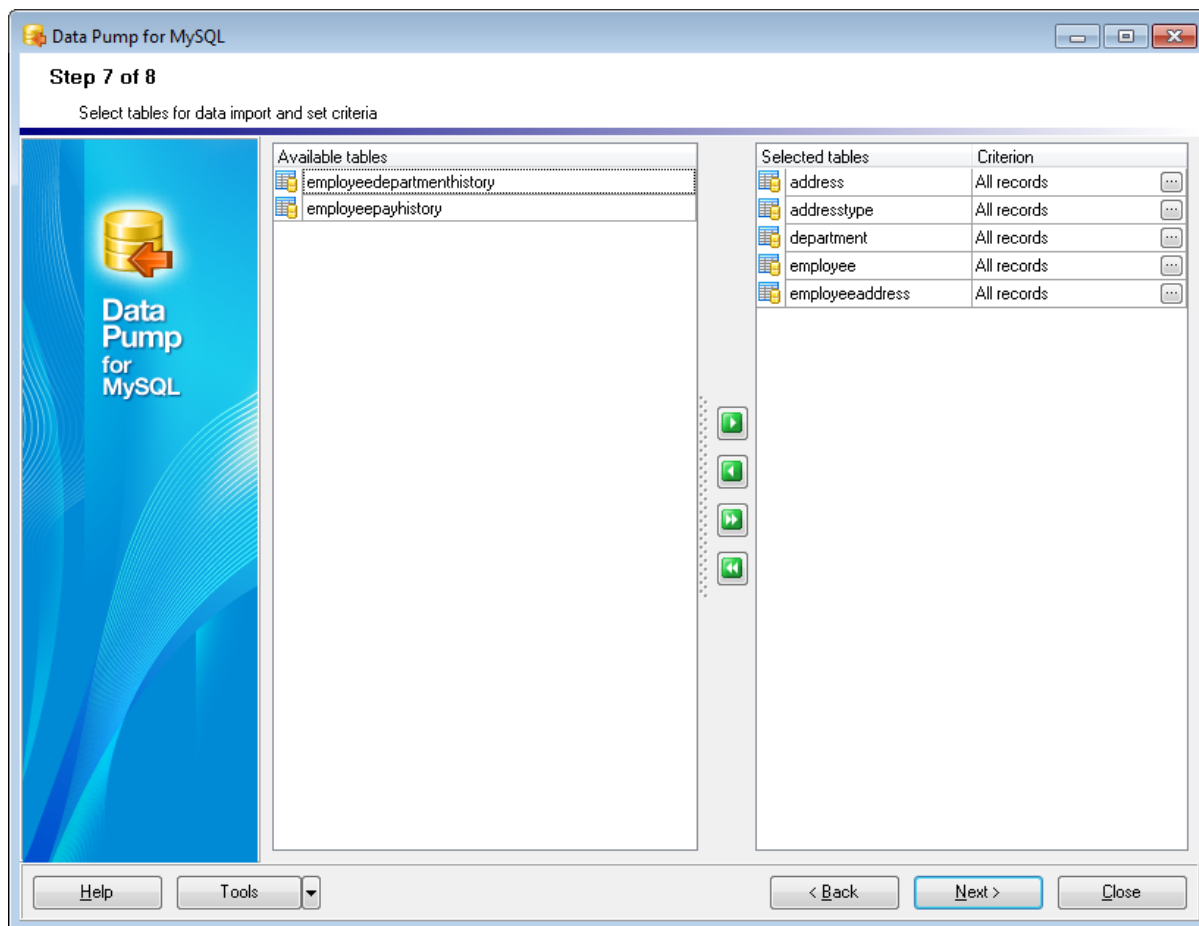 Data Pump for MySQL
Step 7 of 8
Select tables for data import and set criteria
Data
Pump
for
MySQL
Available tables
employeedepartmenthistory
employeepayhistory
Selected tables Criterion
address All records ...
addresstype All records ...
department All records ...
employee All records ...
employeeaddress All records ...
Help Tools < Back Next > Close